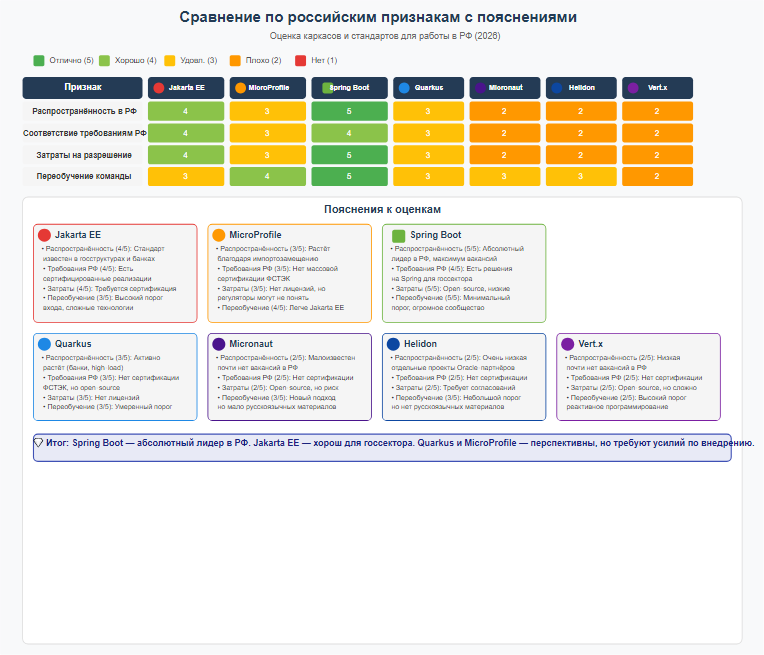 Сравнение по российским признакам с пояснениями
Оценка каркасов и стандартов для работы в РФ (2026)
Отлично (5) Хорошо (4) Удовл. (3) Плохо (2) Нет (1)
Признак Jakarta EE MicroProfile Spring Boot Quarkus Micronaut Helidon Vert.x
Распространённость в РФ 4 3 5 3 2 2 2
Соответствие требованиям РФ 4 3 4 3 2 2 2
Затраты на разрешение 4 3 5 3 2 2 2
Переобучение команды 3 4 5 3 3 3 2
Пояснения к оценкам
Jakarta EE
• Распространённость (4/5): Стандарт
известен в госструктурах и банках
• Требования РФ (4/5): Есть
сертифицированные реализации
• Затраты (4/5): Требуется сертификация
• Переобучение (3/5): Высокий порог
входа, сложные технологии
MicroProfile
• Распространённость (3/5): Растёт
благодаря импортозамещению
• Требования РФ (3/5): Нет массовой
сертификации ФСТЭК
• Затраты (3/5): Нет лицензий, но
регуляторы могут не понять
• Переобучение (4/5): Легче Jakarta EE
Spring Boot
• Распространённость (5/5): Абсолютный
лидер в РФ, максимум вакансий
• Требования РФ (4/5): Есть решения
на Spring для госсектора
• Затраты (5/5): Open source, низкие
• Переобучение (5/5): Минимальный
порог, огромное сообщество
Quarkus
• Распространённость (3/5): Активно
растёт (банки, high load)
• Требования РФ (3/5): Нет сертификации
ФСТЭК, но open source
• Затраты (3/5): Нет лицензий
• Переобучение (3/5): Умеренный порог
Micronaut
• Распространённость (2/5): Малоизвестен
почти нет вакансий в РФ
• Требования РФ (2/5): Нет сертификации
• Затраты (2/5): Open source, но риск
• Переобучение (3/5): Новый подход
но мало русскоязычных материалов
Helidon
• Распространённость (2/5): Очень низкая
отдельные проекты Oracle партнёров
• Требования РФ (2/5): Нет сертификации
• Затраты (2/5): Требует согласований
• Переобучение (3/5): Небольшой порог
но нет русскоязычных материалов
Vert.x
• Распространённость (2/5): Низкая
почти нет вакансий в РФ
• Требования РФ (2/5): Нет сертификации
• Затраты (2/5): Open source, но сложно
• Переобучение (2/5): Высокий порог
реактивное программирование
Итог: Spring Boot — абсолютный лидер в РФ. Jakarta EE — хорош для госсектора. Quarkus и MicroProfile — перспективны, но требуют усилий по внедрению.